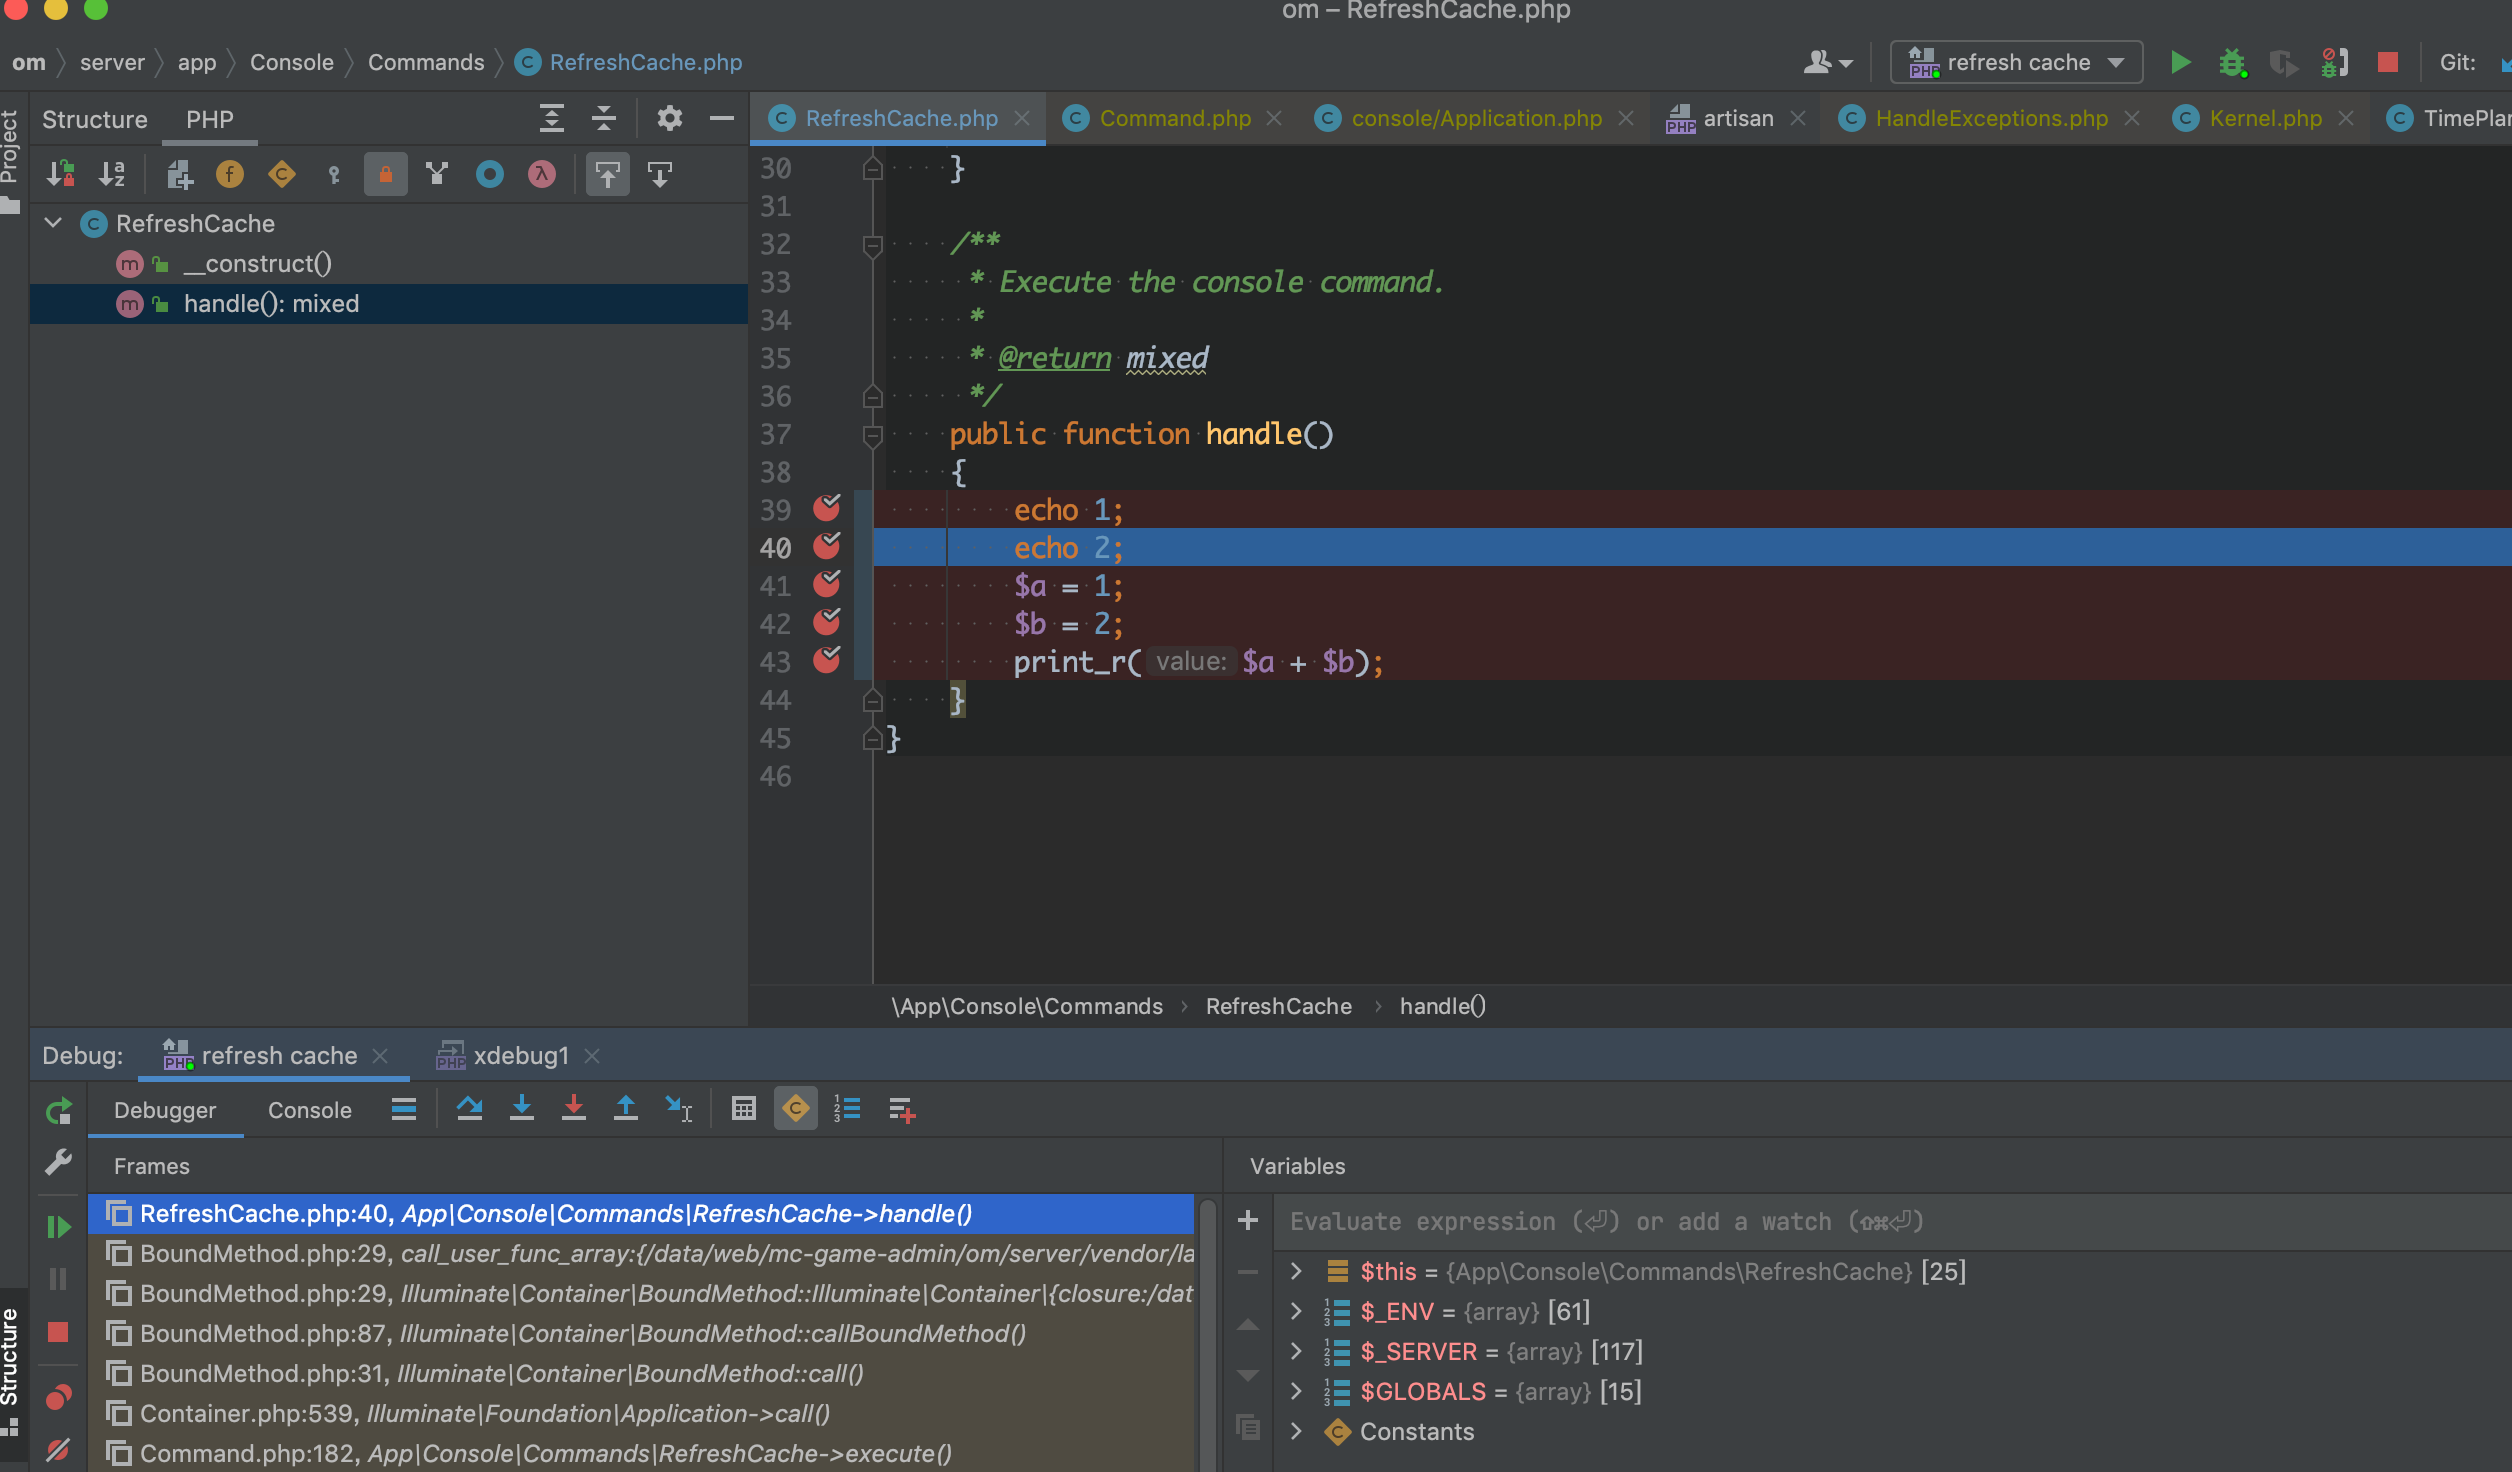 om – RefreshCache.php
om server app Console Commands RefreshCache.php
refresh cache
Git:
Project
Structure PHP
RefreshCache.php Command.php console/Application.php artisan HandleExceptions.php Kernel.php TimePlan
RefreshCache
__construct()
handle(): mixed
30 }
31
32 /**
33 * Execute the console command.
34 *
35 * @return mixed
36 */
37 public function handle()
38 {
39 echo 1;
40 echo 2;
41 $a = 1;
42 $b = 2;
43 print_r( value: $a + $b);
44 }
45 }
46
\App\Console\Commands › RefreshCache › handle()
Debug: refresh cache xdebug1
Debugger Console
Frames
RefreshCache.php:40, App\Console\Commands\RefreshCache->handle()
BoundMethod.php:29, call_user_func_array:{/data/web/mc-game-admin/om/server/vendor/la
BoundMethod.php:29, Illuminate\Container\BoundMethod::Illuminate\Container\{closure:/dat
BoundMethod.php:87, Illuminate\Container\BoundMethod::callBoundMethod()
BoundMethod.php:31, Illuminate\Container\BoundMethod::call()
Container.php:539, Illuminate\Foundation\Application->call()
Command.php:182, App\Console\Commands\RefreshCache->execute()
Structure
Variables
Evaluate expression (⏎) or add a watch (⇧⌘⏎)
$this = {App\Console\Commands\RefreshCache} [25]
$_ENV = {array} [61]
$_SERVER = {array} [117]
$GLOBALS = {array} [15]
Constants